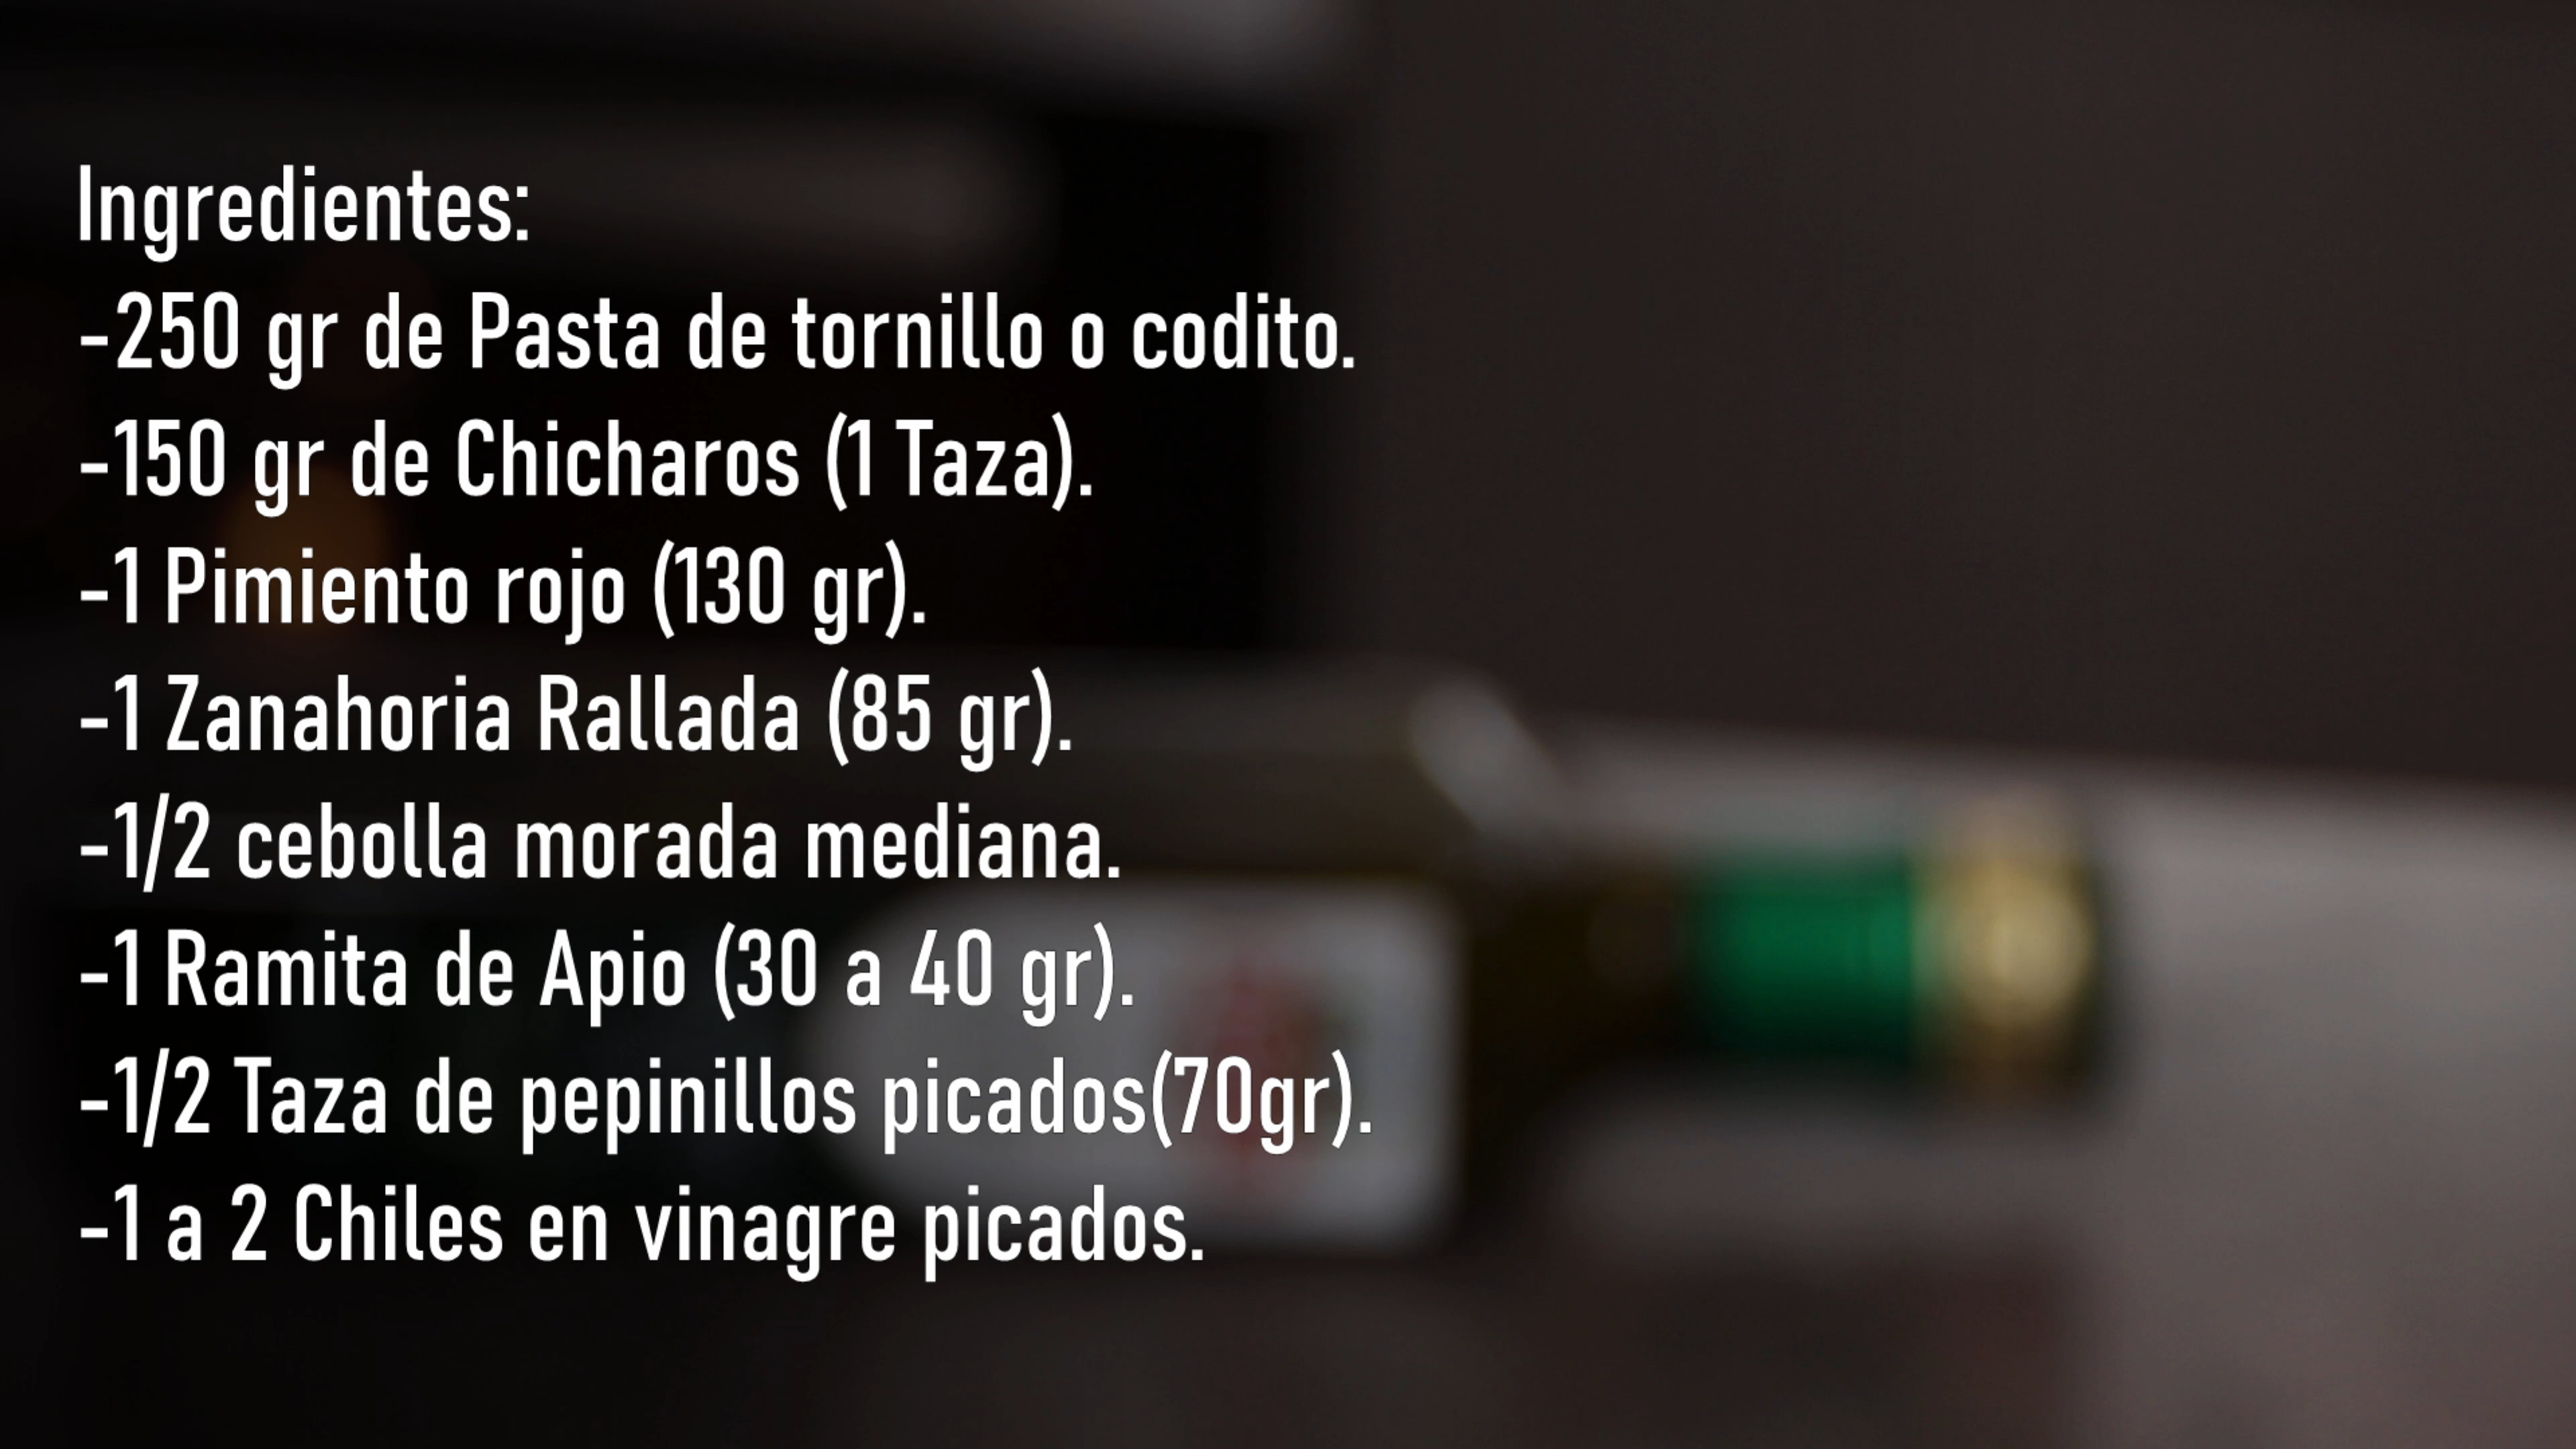 Ingredientes:
-250 gr de Pasta de tornillo o codito.
-150 gr de Chicharos (1 Taza).
-1 Pimiento rojo (130 gr).
-1 Zanahoria Rallada (85 gr).
-1/2 cebolla morada mediana.
-1 Ramita de Apio (30 a 40 gr).
-1/2 Taza de pepinillos picados(70gr).
-1 a 2 Chiles en vinagre picados.